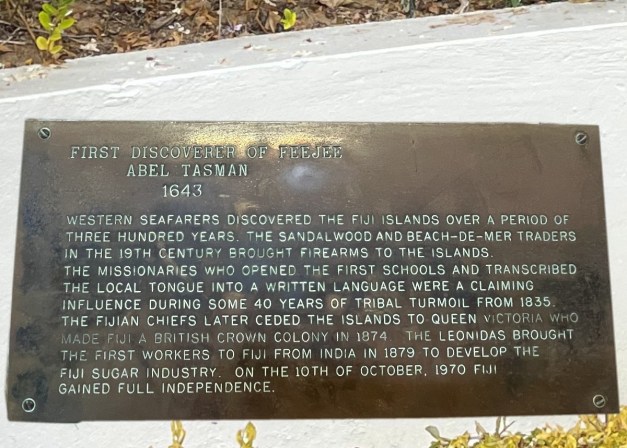 FIRST DISCOVERER OF FEEJEE
ABEL TASMAN
1643
WESTERN SEAFARERS DISCOVERED THE FIJI ISLANDS OVER A PERIOD OF
THREE HUNDRED YEARS. THE SANDALWOOD AND BEACH-DE-MER TRADERS
IN THE 19TH CENTURY BROUGHT FIREARMS TO THE ISLANDS.
THE MISSIONARIES WHO OPENED THE FIRST SCHOOLS AND TRANSCRIBED
THE LOCAL TONGUE INTO A WRITTEN LANGUAGE WERE A CLAIMING
INFLUENCE DURING SOME 40 YEARS OF TRIBAL TURMOIL FROM 1835.
THE FIJIAN CHIEFS LATER CEDED THE ISLANDS TO QUEEN VICTORIA WHO
MADE FIJI A BRITISH CROWN COLONY IN 1874. THE LEONIDAS BROUGHT
THE FIRST WORKERS TO FIJI FROM INDIA IN 1879 TO DEVELOP THE
FIJI SUGAR INDUSTRY. ON THE 10TH OF OCTOBER, 1970 FIJI
GAINED FULL INDEPENDENCE.